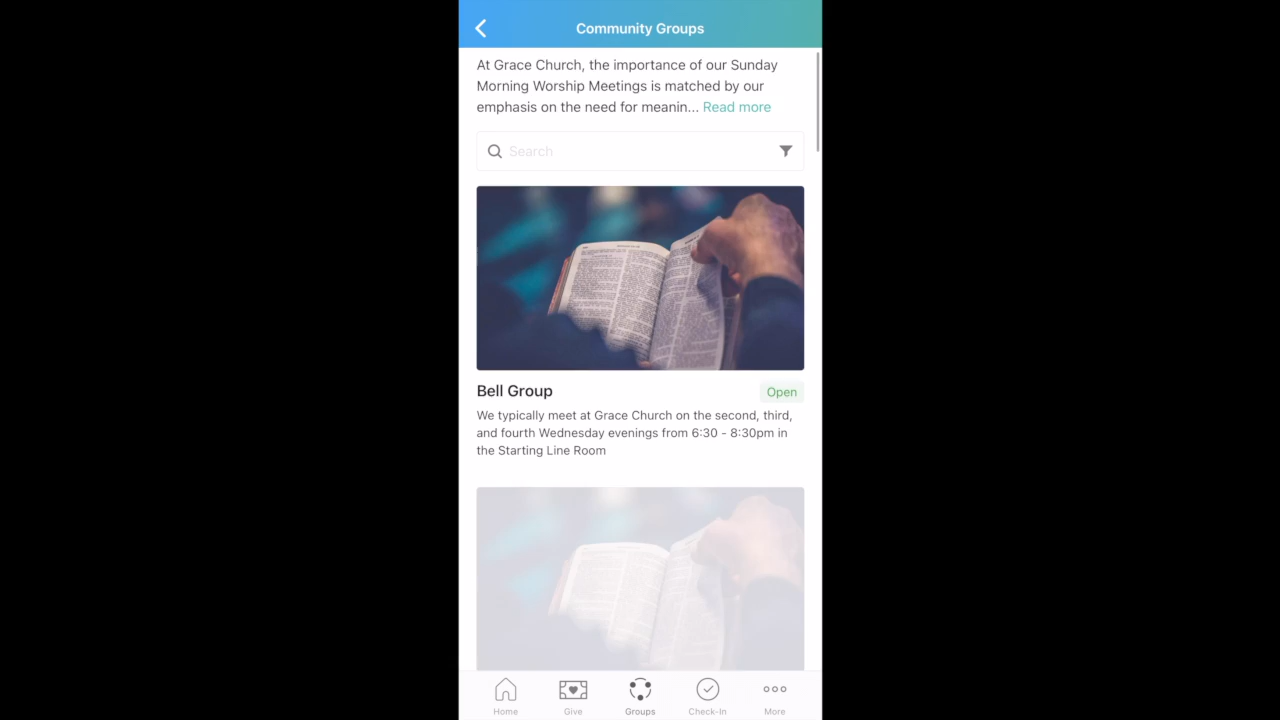 Community Groups
At Grace Church, the importance of our Sunday
Morning Worship Meetings is matched by our
emphasis on the need for meanin... Read more
Search
Bell Group
Open
We typically meet at Grace Church on the second, third,
and fourth Wednesday evenings from 6:30 - 8:30pm in
the Starting Line Room
Home
Give
Groups
Check-In
More